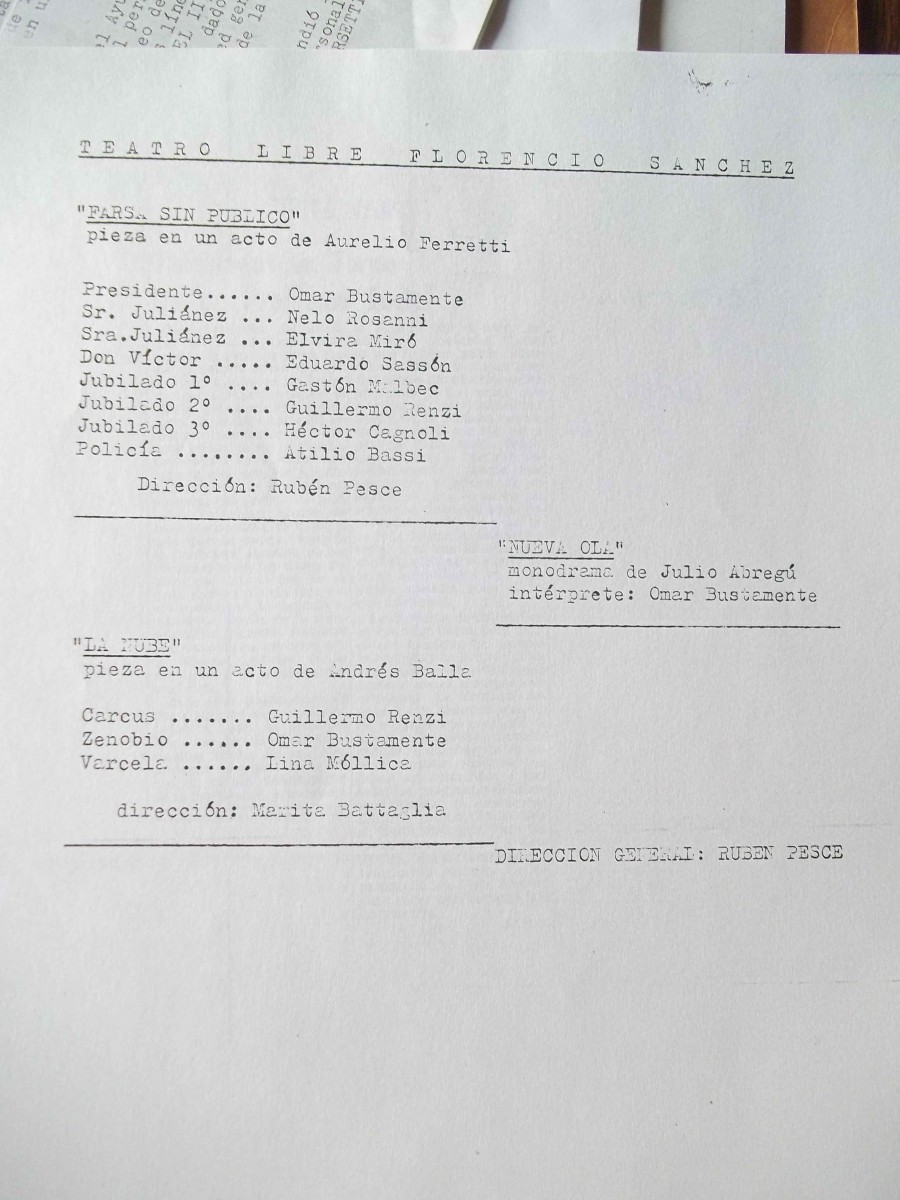 TEATRO LIBRE FLORENCIO SANCHEZ
"FARSA SIN PUBLICO"
pieza en un acto de Aurelio Ferretti
Presidente...... Omar Bustamente
Sr. Juliánez ... Nelo Rosanni
Sra.Juliánez ... Elvira Miró
Don Víctor ..... Eduardo Sassón
Jubilado 1º .... Gastón Malbec
Jubilado 2º .... Guillermo Renzi
Jubilado 3º .... Héctor Cagnoli
Policía ........ Atilio Bassi
Dirección: Rubén Pesce
"NUEVA OLA"
monodrama de Julio Abregú
intérprete: Omar Bustamente
"LA NUBE"
pieza en un acto de Andrés Balla
Carcus ....... Guillermo Renzi
Zenobio ...... Omar Bustamente
Varcela ...... Lina Móllica
dirección: Marita Battaglia
DIRECCION GENERAL: RUBEN PESCE